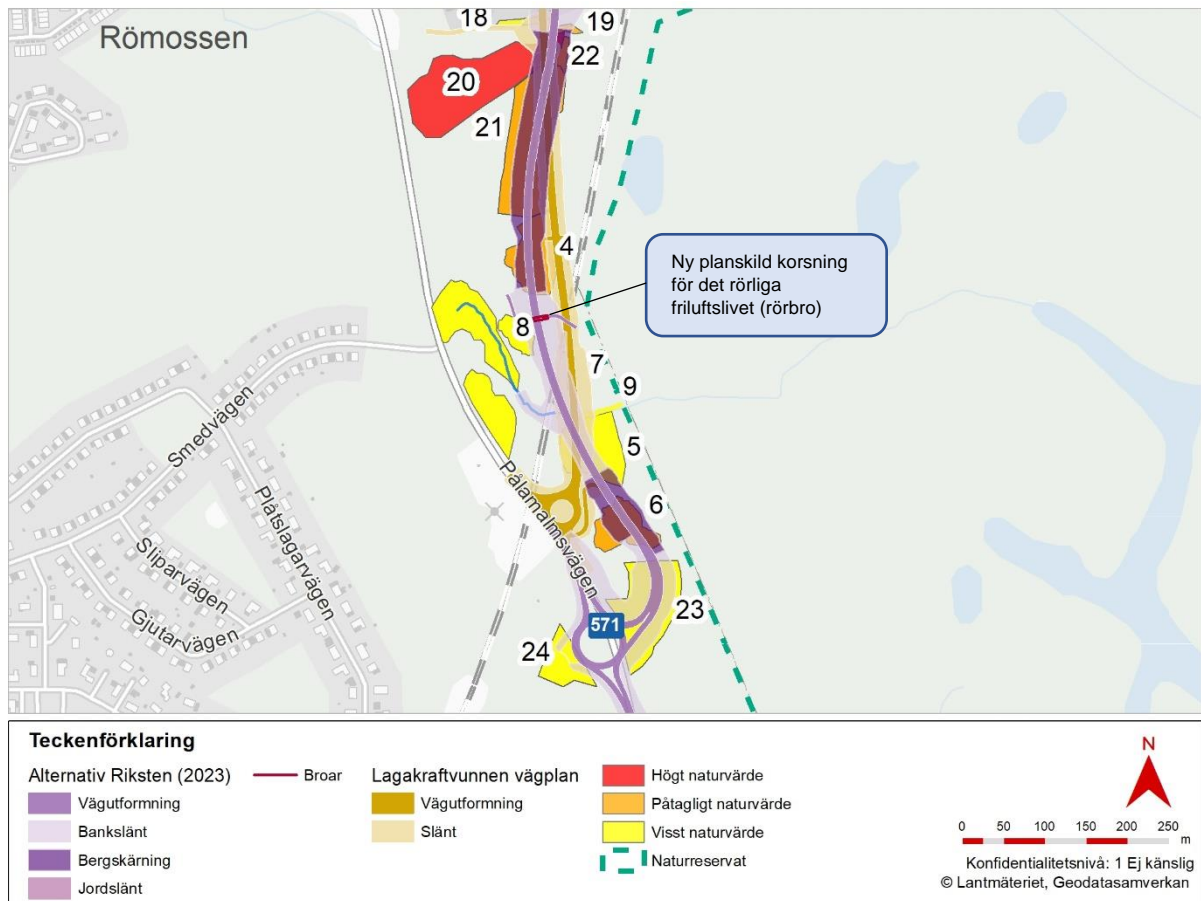 18
19
Römossen
22
20
21
4
Ny planskild korsning
för det rörliga
friluftslivet (rörbro)
8
7
9
Smedvägen
5
Pålamalmsvägen
6
Plåtslagarvägen
Sliparvägen
Gjutarvägen
571
23
24
Teckenförklaring
Alternativ Riksten (2023)
Vägutformning
Bankslänt
Bergskärning
Jordslänt
Broar
Lagakraftvunnen vägplan
Vägutformning
Slänt
Högt naturvärde
Påtagligt naturvärde
Visst naturvärde
Naturreservat
N
0 50 100 150 200 250
m
Konfidentialitetsnivå: 1 Ej känslig
© Lantmäteriet, Geodatasamverkan